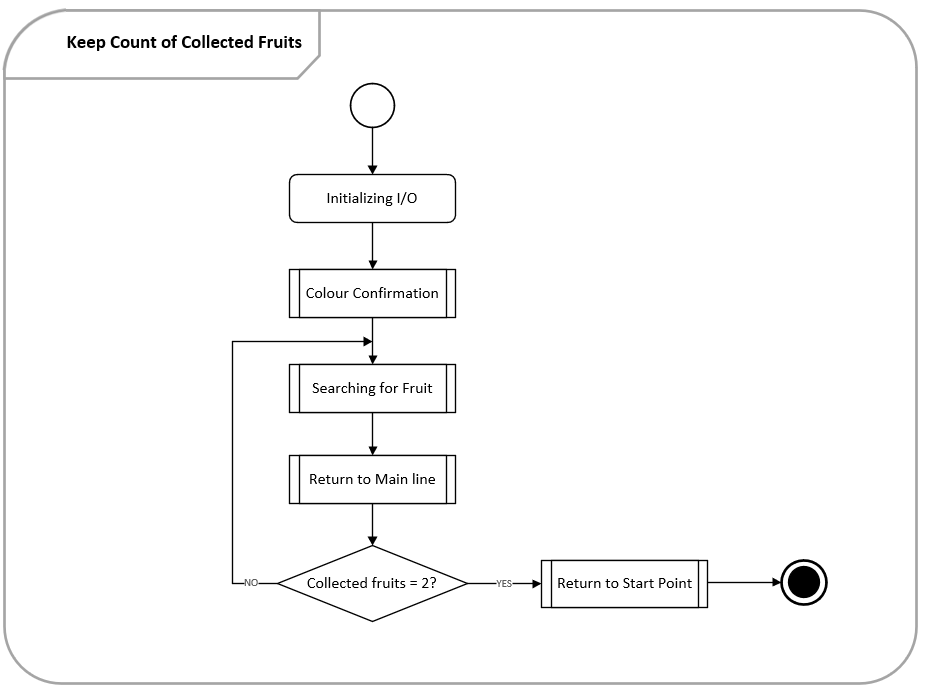 Keep Count of Collected Fruits
Initializing I/O
Colour Confirmation
Searching for Fruit
Return to Main line
Collected fruits = 2?
NO
YES
Return to Start Point